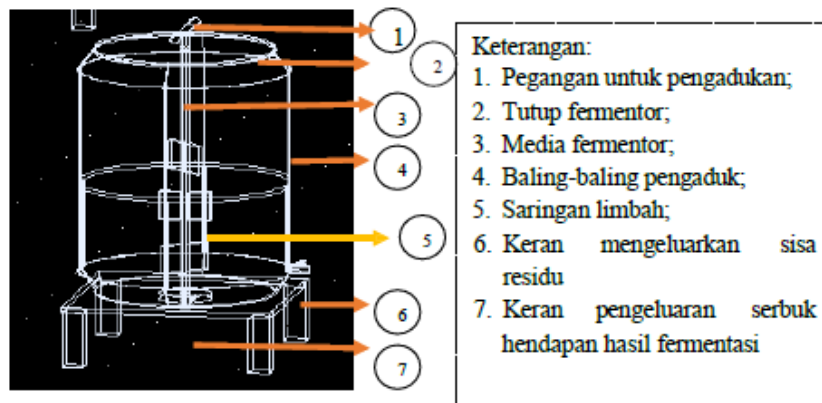 1
2
3
4
5
6
7
Keterangan:
1. Pegangan untuk pengadukan;
2. Tutup fermentor;
3. Media fermentor;
4. Baling-baling pengaduk;
5. Saringan limbah;
6. Keran mengeluarkan sisa
residu
7. Keran pengeluaran serbuk
hendapan hasil fermentasi